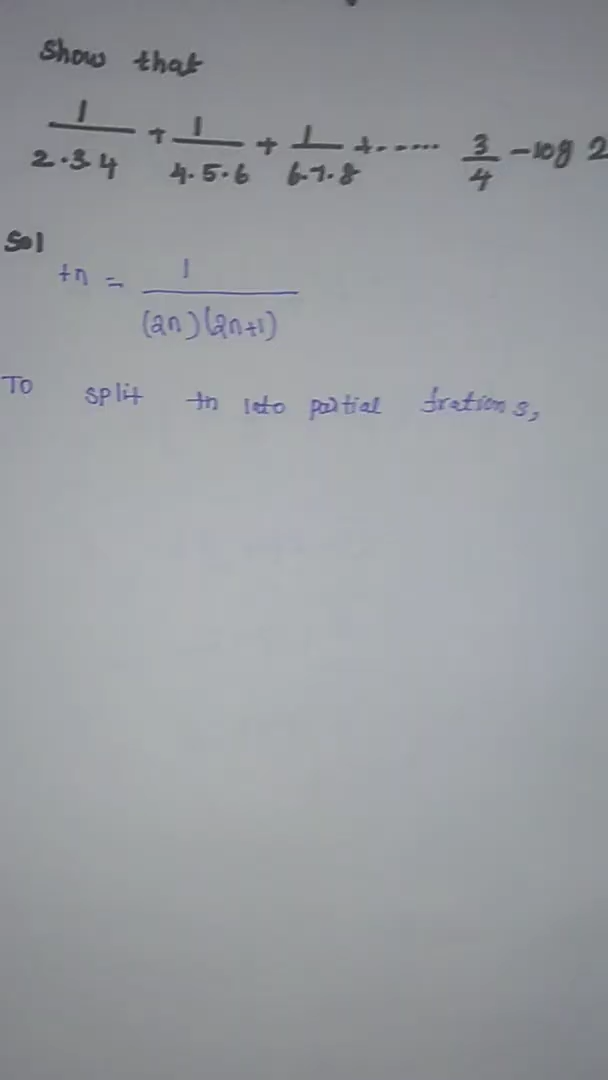 Show that
1/2.3 4 + 1/4.5.6 + 1/6.7.8 +...... 3/4 - log 2
Sol
tn = 1/(2n)(2n+1)
To split tn into partial frations,